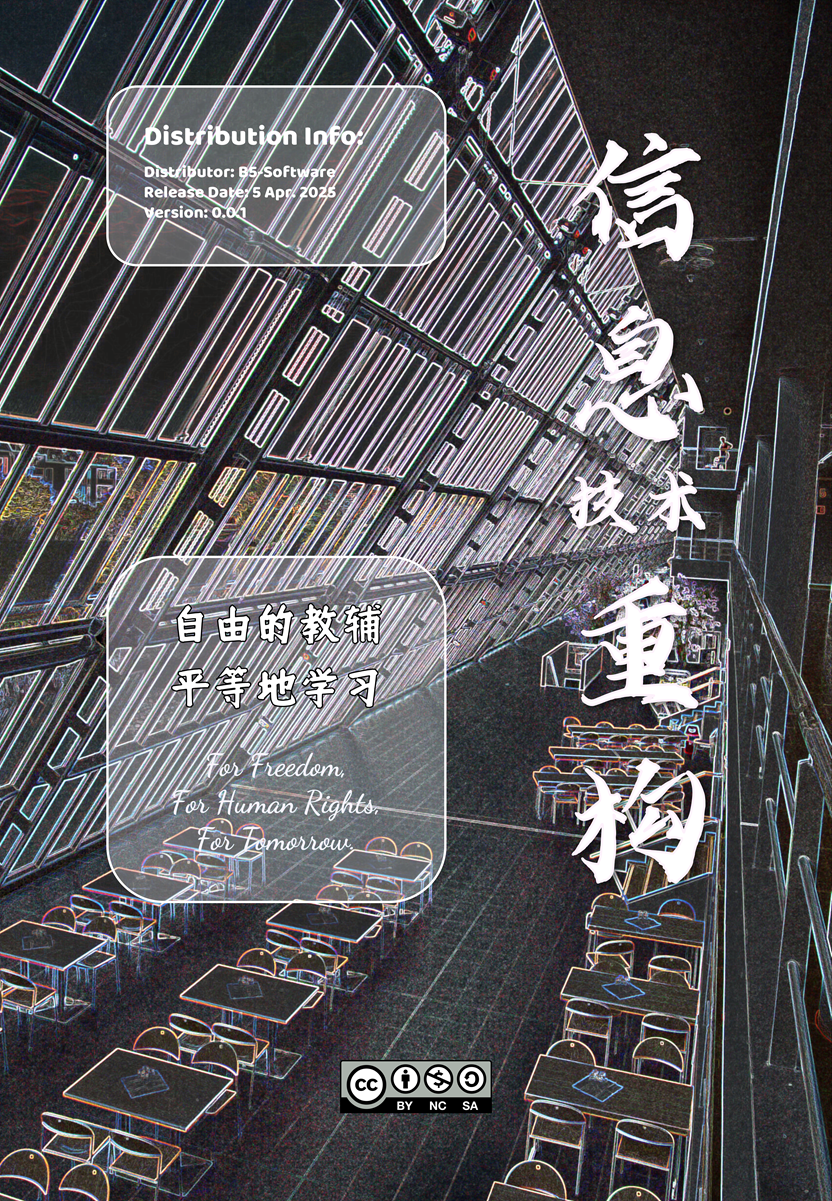 Distribution Info:
Distributor: B5-Software
Release Date: 5 Apr. 2025
Version: 0.0.1
信
息
技术
重
构
自由的教辅
平等地学习
For Freedom,
For Human Rights,
For Tomorrow.
cc
BY NC SA